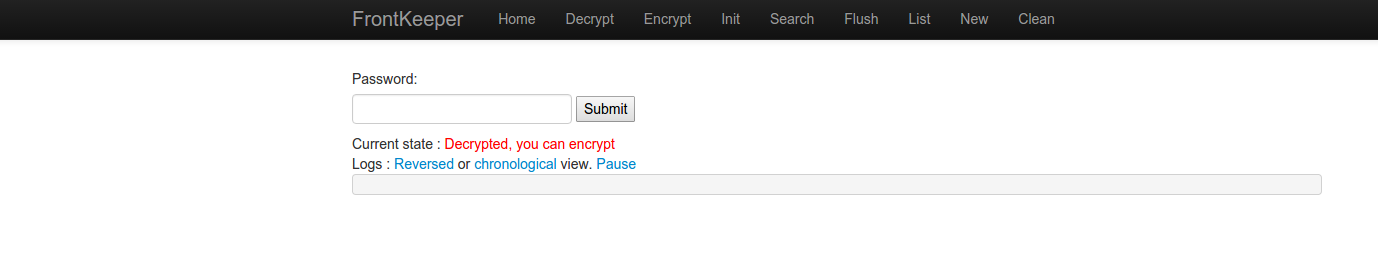 FrontKeeper Home Decrypt Encrypt Init Search Flush List New Clean
Password:
Submit
Current state : Decrypted, you can encrypt
Logs : Reversed or chronological view. Pause